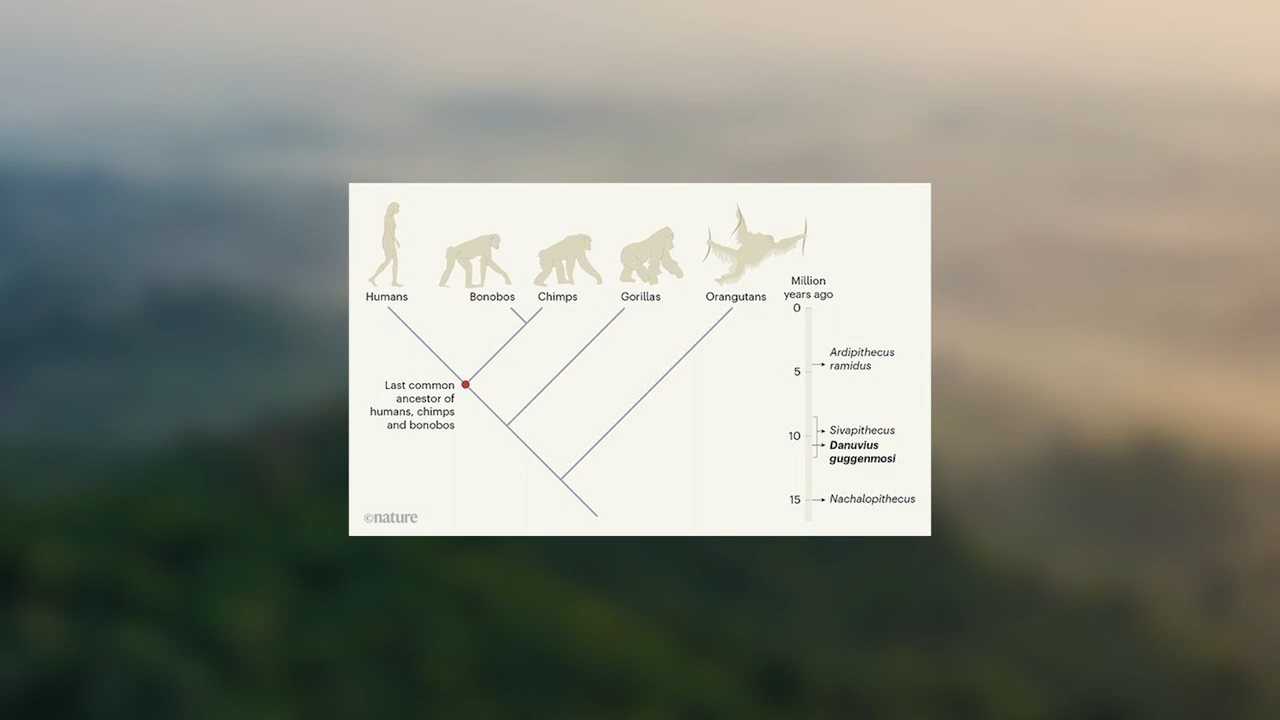 Humans
Bonobos
Chimps
Gorillas
Orangutans
Million
years ago
0
Ardipithecus
ramidus
5
Last common
ancestor of
humans, chimps
and bonobos
Sivapithecus
10
Danuvius
guggenmosi
15
Nachalopithecus
©nature